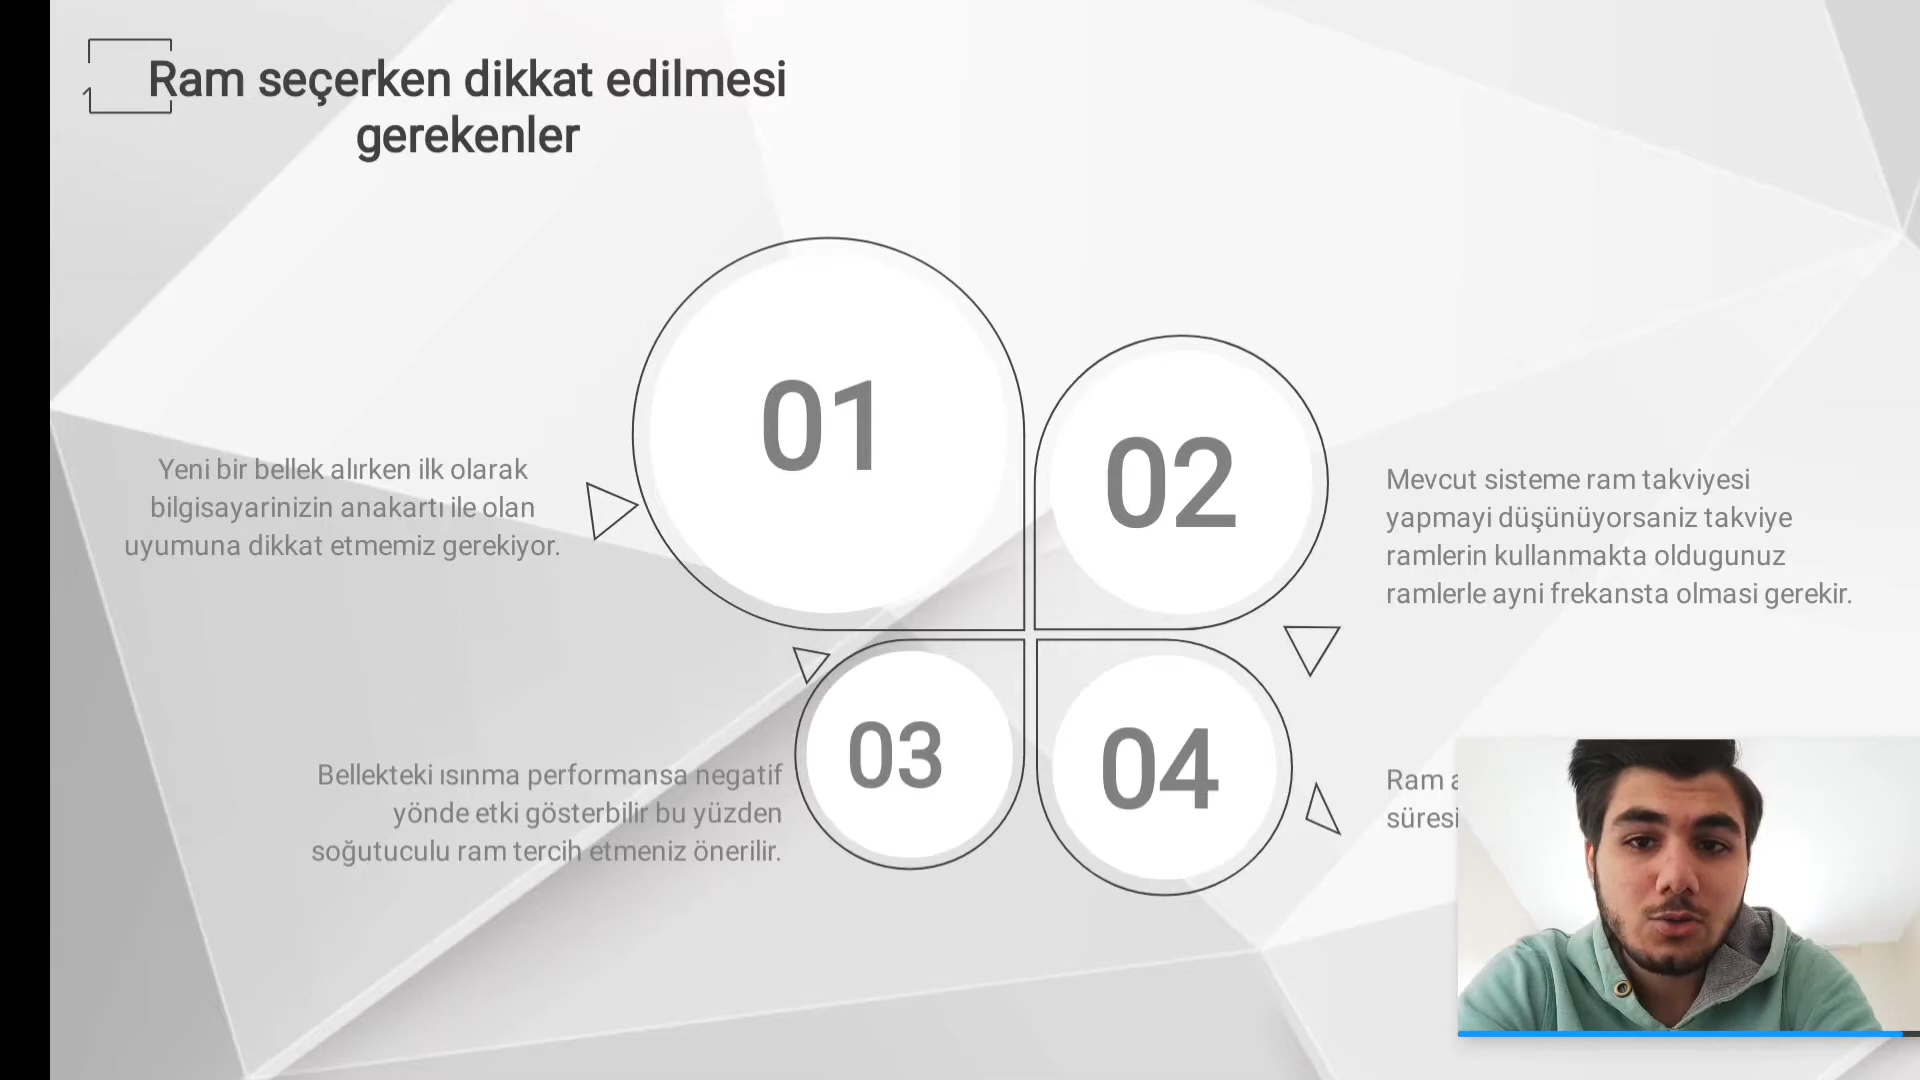 Ram seçerken dikkat edilmesi
gerekenler
01
Yeni bir bellek alırken ilk olarak
bilgisayarinizin anakartı ile olan
uyumuna dikkat etmemiz gerekiyor.
02
Mevcut sisteme ram takviyesi
yapmayi düşünüyorsaniz takviye
ramlerin kullanmakta oldugunuz
ramlerle ayni frekansta olmasi gerekir.
03
Bellekteki ısınma performansa negatif
yönde etki gösterbilir bu yüzden
soğutuculu ram tercih etmeniz önerilir.
04
Ram